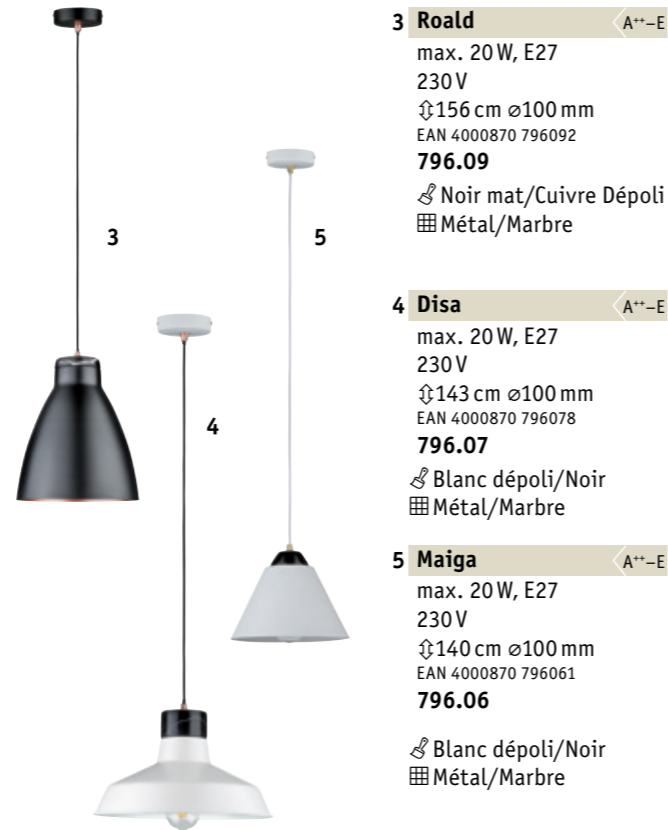 3 Roald A++–E
max. 20 W, E27
230 V
⇕156 cm ⌀100 mm
EAN 4000870 796092
796.09
Noir mat/Cuivre Dépoli
Métal/Marbre
4 Disa A++–E
max. 20 W, E27
230 V
⇕143 cm ⌀100 mm
EAN 4000870 796078
796.07
Blanc dépoli/Noir
Métal/Marbre
5 Maiga A++–E
max. 20 W, E27
230 V
⇕140 cm ⌀100 mm
EAN 4000870 796061
796.06
Blanc dépoli/Noir
Métal/Marbre
3
5
4